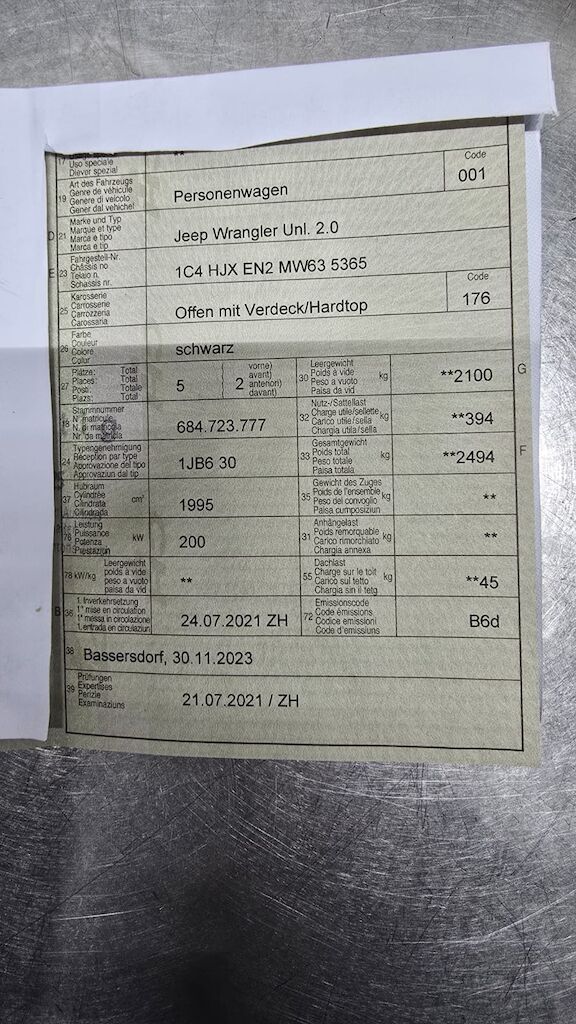 17
Uso speciale
Diever spezial
**
19
Art des Fahrzeugs
Genre de véhicule
Genere di veicolo
Gener dal vehichel
Personenwagen
Code
001
D 21
Marke und Typ
Marque et type
Marca e tipo
Marca e tip
Jeep Wrangler Unl. 2.0
E 23
Fahrgestell-Nr.
Châssis no
Telaio n.
Schassis nr.
1C4 HJX EN2 MW63 5365
25
Karosserie
Carrosserie
Carrozzeria
Carossaria
Offen mit Verdeck/Hardtop
Code
176
26
Farbe
Couleur
Colore
Colur
schwarz
27
Plätze: Total
Places: Total
Posti: Totale
Plazs: Total
5
2
vorne)
avant)
anteriori)
davant)
30
Leergewicht
Poids à vide
Peso a vuoto
Paisa da vid
kg
**2100
G
18
Stammnummer
N° matricule
N. di matricola
Nr. da matricla
684.723.777
32
Nutz-/Sattellast
Charge utile/sellette
Carico utile/sella
Chargia utila/sella
kg
**394
24
Typengenehmigung
Réception par type
Approvazione del tipo
Approvaziun dal tip
1JB6 30
33
Gesamtgewicht
Poids total
Peso totale
Paisa totala
kg
**2494
F
37
Hubraum
Cylindrée
Cilindrata
Cilindrada
cm³
1995
35
Gewicht des Zuges
Poids de l'ensemble
Peso del convoglio
Paisa cumposiziun
kg
**
76
Leistung
Puissance
Potenza
Prestaziun
kW
200
31
Anhängelast
Poids remorquable
Carico rimorchiato
Chargia annexa
kg
**
78 kW/kg
Leergewicht
poids à vide
peso a vuoto
paisa da vid
**
55
Dachlast
Charge sur le toit
Carico sul tetto
Chargia sin il tetg
kg
**45
B 36
1. Inverkehrsetzung
1re mise en circulation
1a messa in circolazione
1. entrada en circulaziun
24.07.2021 ZH
72
Emissionscode
Code émissions
Codice emissioni
Code d'emissiuns
B6d
38
Bassersdorf, 30.11.2023
39
Prüfungen
Expertises
Perizie
Examinaziuns
21.07.2021 / ZH